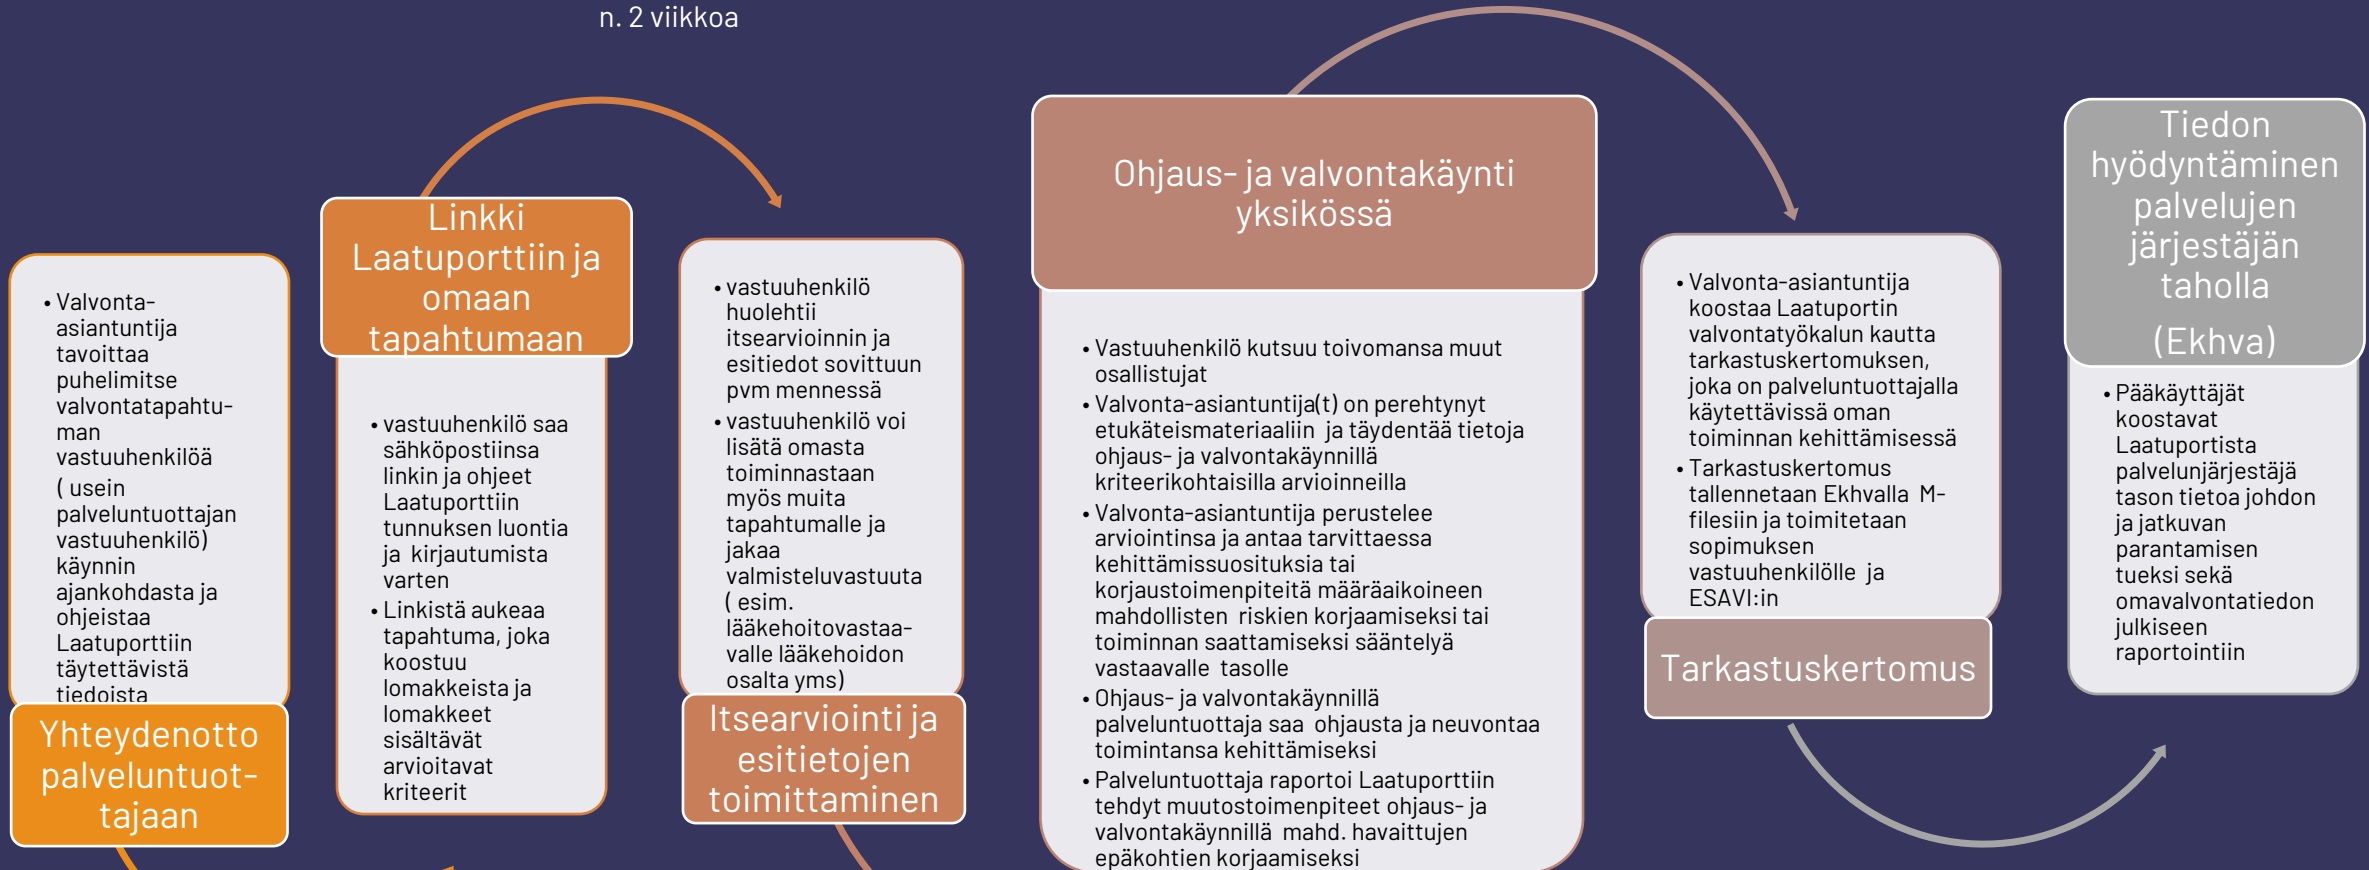 n. 2 viikkoa
• Valvonta-
asiantuntija
tavoittaa
puhelimitse
valvontatapahtu-
man
vastuuhenkilöä
( usein
palveluntuottajan
vastuuhenkilö)
käynnin
ajankohdasta ja
ohjeistaa
Laatuporttiin
täytettävistä
tiedoista
Yhteydenotto
palveluntuot-
tajaan
Linkki
Laatuporttiin ja
omaan
tapahtumaan
• vastuuhenkilö saa
sähköpostiinsa
linkin ja ohjeet
Laatuporttiin
tunnuksen luontia
ja kirjautumista
varten
• Linkistä aukeaa
tapahtuma, joka
koostuu
lomakkeista ja
lomakkeet
sisältävät
arvioitavat
kriteerit
• vastuuhenkilö
huolehtii
itsearvioinnin ja
esitiedot sovittuun
pvm mennessä
• vastuuhenkilö voi
lisätä omasta
toiminnastaan
myös muita
tapahtumalle ja
jakaa
valmisteluvastuuta
( esim.
lääkehoitovastaa-
valle lääkehoidon
osalta yms)
Itsearviointi ja
esitietojen
toimittaminen
Ohjaus- ja valvontakäynti
yksikössä
• Vastuuhenkilö kutsuu toivomansa muut
osallistujat
• Valvonta-asiantuntija(t) on perehtynyt
etukäteismateriaaliin ja täydentää tietoja
ohjaus- ja valvontakäynnillä
kriteerikohtaisilla arvioinneilla
• Valvonta-asiantuntija perustelee
arviointinsa ja antaa tarvittaessa
kehittämissuosituksia tai
korjaustoimenpiteitä määräaikoineen
mahdollisten riskien korjaamiseksi tai
toiminnan saattamiseksi sääntelyä
vastaavalle tasolle
• Ohjaus- ja valvontakäynnillä
palveluntuottaja saa ohjausta ja neuvontaa
toimintansa kehittämiseksi
• Palveluntuottaja raportoi Laatuporttiin
tehdyt muutostoimenpiteet ohjaus- ja
valvontakäynnillä mahd. havaittujen
epäkohtien korjaamiseksi
• Valvonta-asiantuntija
koostaa Laatuportin
valvontatyökalun kautta
tarkastuskertomuksen,
joka on palveluntuottajalla
käytettävissä oman
toiminnan kehittämisessä
• Tarkastuskertomus
tallennetaan Ekhvalla M-
filesiin ja toimitetaan
sopimuksen
vastuuhenkilölle ja
ESAVI:in
Tarkastuskertomus
Tiedon
hyödyntäminen
palvelujen
järjestäjän
taholla
(Ekhva)
• Pääkäyttäjät
koostavat
Laatuportista
palvelunjärjestäjä
tason tietoa johdon
ja jatkuvan
parantamisen
tueksi sekä
omavalvontatiedon
julkiseen
raportointiin